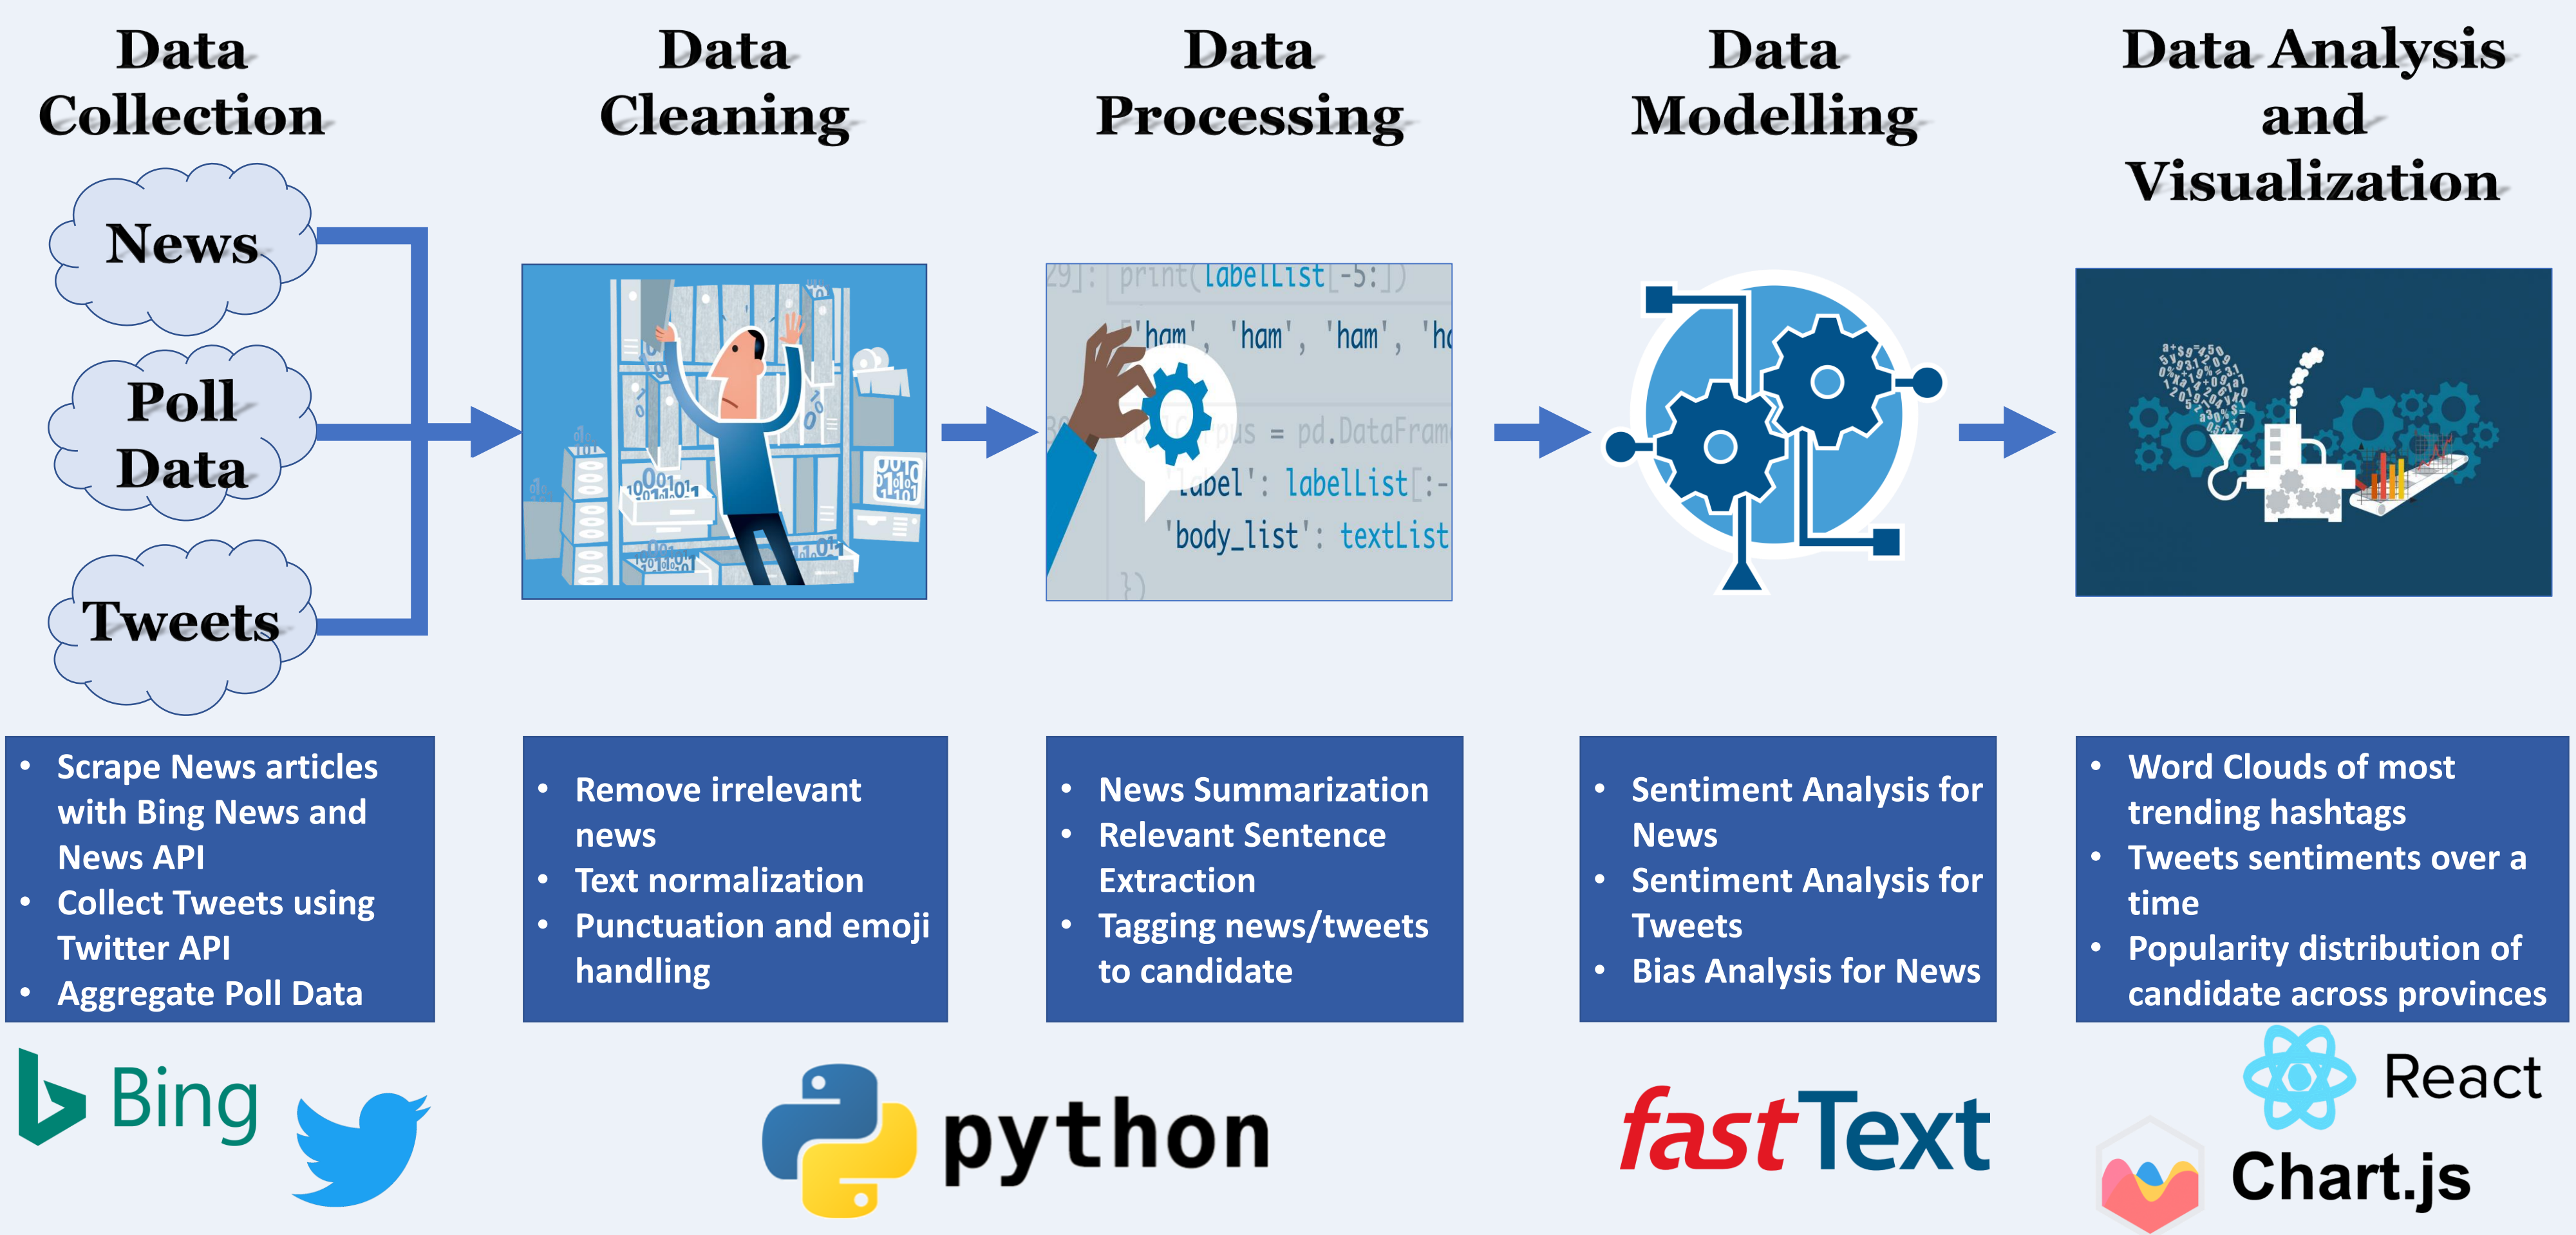 Data
Collection
Data
Cleaning
Data
Processing
Data
Modelling
Data Analysis
and
Visualization
News
Poll
Data
Tweets
print(labelList[-5:])
'ham', 'ham', 'ham',
= pd.DataFram
label': labelList[:-
'body_list': textList
})
• Scrape News articles
with Bing News and
News API
• Collect Tweets using
Twitter API
• Aggregate Poll Data
• Remove irrelevant
news
• Text normalization
• Punctuation and emoji
handling
• News Summarization
• Relevant Sentence
Extraction
• Tagging news/tweets
to candidate
• Sentiment Analysis for
News
• Sentiment Analysis for
Tweets
• Bias Analysis for News
• Word Clouds of most
trending hashtags
• Tweets sentiments over a
time
• Popularity distribution of
candidate across provinces
Bing
python
fastText
React
Chart.js